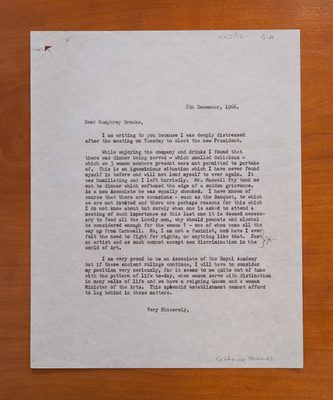 8th December, 1966.
Dear Humphrey Brooke,
I am writing to you because I was deeply distressed
after the meeting on Tuesday to elect the new President.
While enjoying the company and drinks I found that
there was dinner being served - which smelled delicious -
which we 3 women members present were not permitted to partake
of. This is an ignominious situation which I have never found
myself in before and will not lend myself to ever again. It
was humiliating and I left hurriedly. Mr. Maxwell Fry took me
out to dinner which softened the edge of a sudden grievance.
As a new Associate he was equally shocked. I have known of
course that there are occasions - such as the Banquet, to which
we are not invited and there are perhaps reasons for this which
I do not know about but surely when one is asked to attend a
meeting of such importance as this last one it is deemed neces-
sary to feed all the lovely men, why should peanuts and alcohol
be considered enough for the women ? - one of whom came all the
way up from Cornwall. No, I am not a feminist, nor have I ever
felt the need to fight for rights, or anything like that. Just
an artist and as such cannot accept sex discrimination in the
world of Art.
I am very proud to be an Associate of the Royal Academy
but if these ancient rulings continue, I will have to consider
my position very seriously, for it seems to me quite out of tune
with the pattern of life to-day, when women serve with distinction
in many walks of life and we have a reigning Queen and a woman
Minister of the Arts. This splendid establishment cannot afford
to lag behind in these matters.
Very Sincerely,
Gertrude Hermes